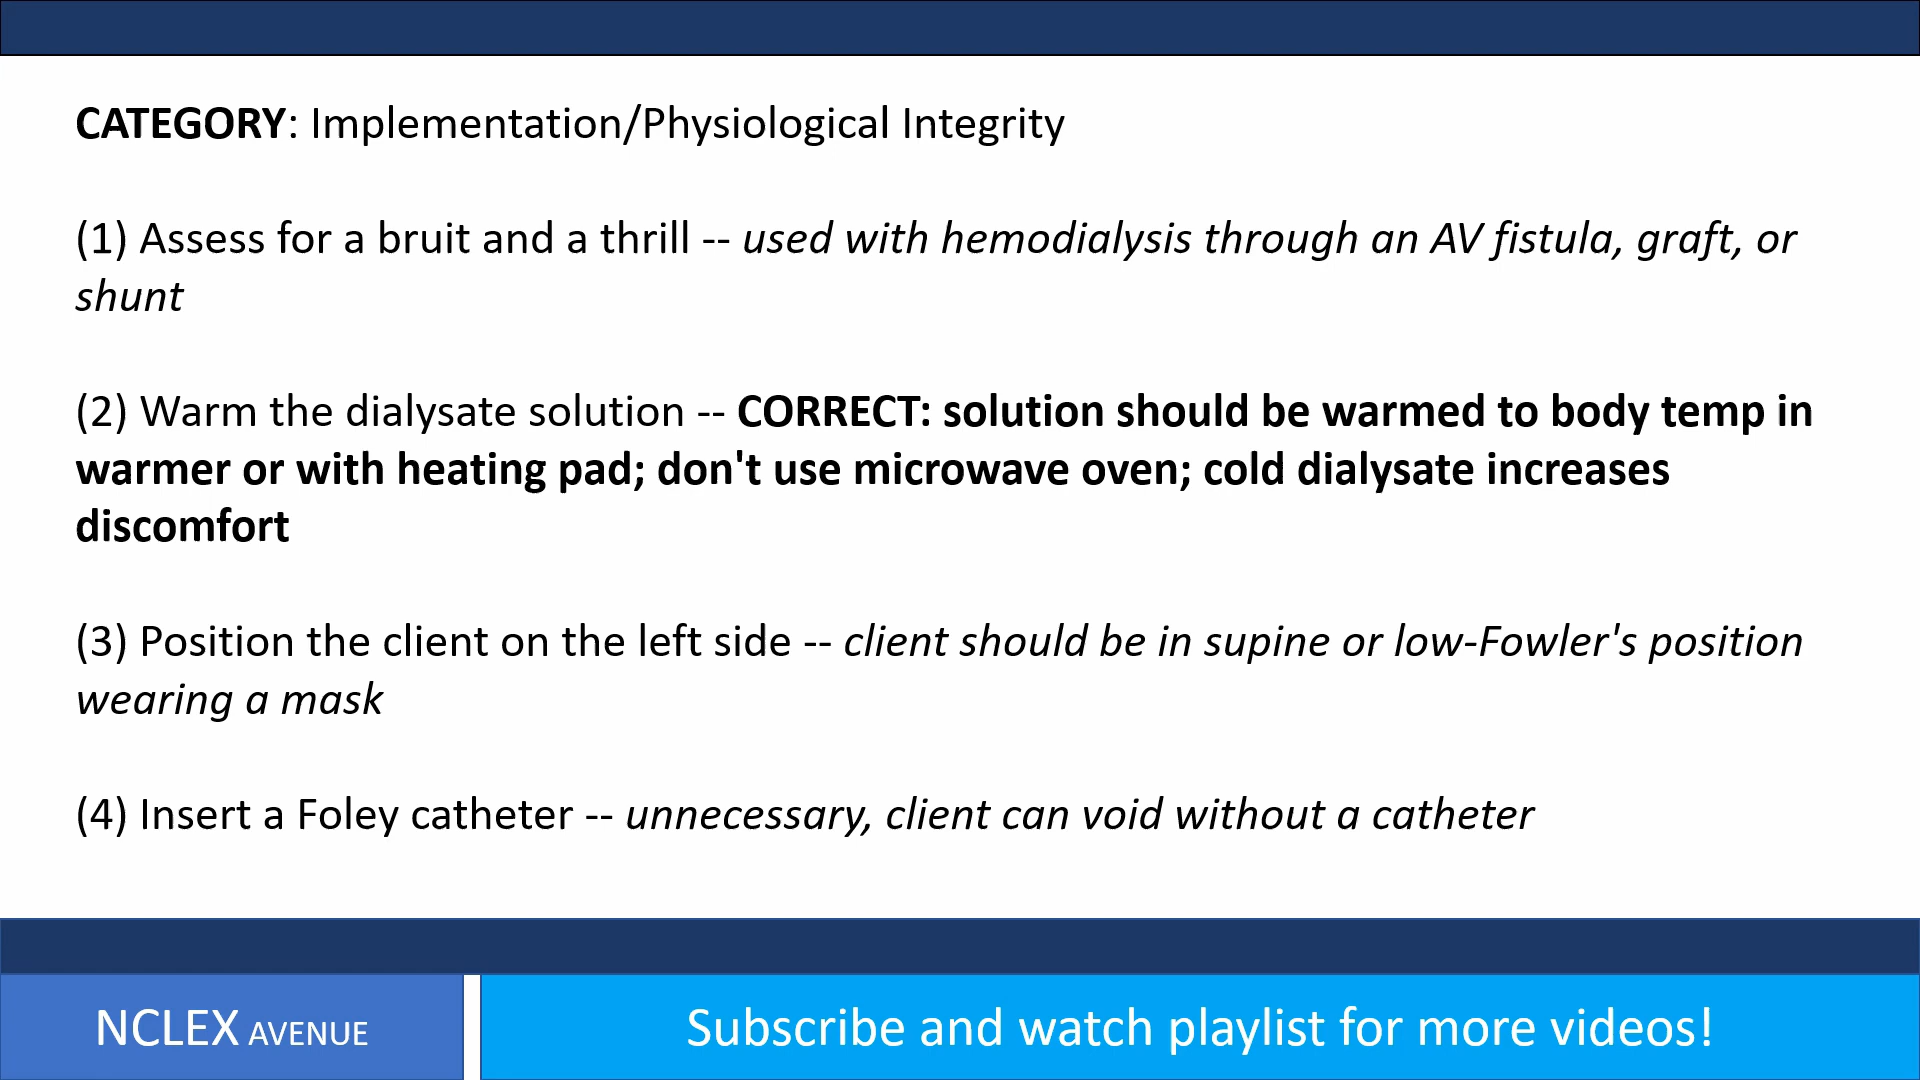 CATEGORY: Implementation/Physiological Integrity
(1) Assess for a bruit and a thrill -- used with hemodialysis through an AV fistula, graft, or
shunt
(2) Warm the dialysate solution -- CORRECT: solution should be warmed to body temp in
warmer or with heating pad; don't use microwave oven; cold dialysate increases
discomfort
(3) Position the client on the left side -- client should be in supine or low-Fowler's position
wearing a mask
(4) Insert a Foley catheter -- unnecessary, client can void without a catheter
NCLEX AVENUE
Subscribe and watch playlist for more videos!